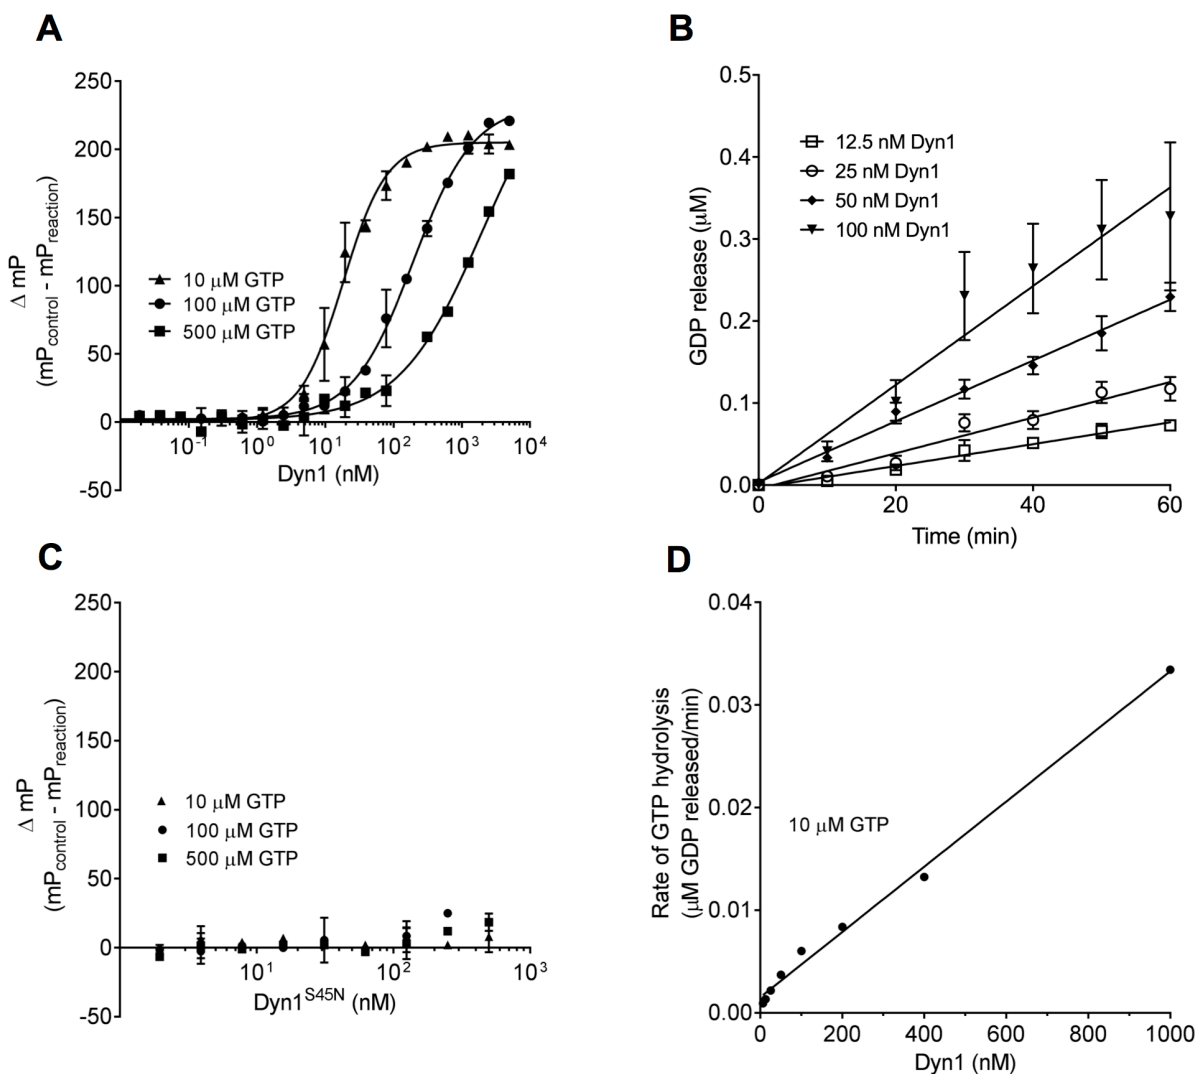 A
250
200
150
100
50
0
-50
Δ mP
(mPcontrol - mPreaction)
10 μM GTP
100 μM GTP
500 μM GTP
10-1
100
101
102
103
104
Dyn1 (nM)
B
0.5
0.4
0.3
0.2
0.1
0.0
GDP release (μM)
12.5 nM Dyn1
25 nM Dyn1
50 nM Dyn1
100 nM Dyn1
0
20
40
60
Time (min)
C
250
200
150
100
50
0
-50
Δ mP
(mPcontrol - mPreaction)
10 μM GTP
100 μM GTP
500 μM GTP
101
102
103
Dyn1S45N (nM)
D
0.04
0.03
0.02
0.01
0.00
Rate of GTP hydrolysis
(μM GDP released/min)
10 μM GTP
0
200
400
600
800
1000
Dyn1 (nM)